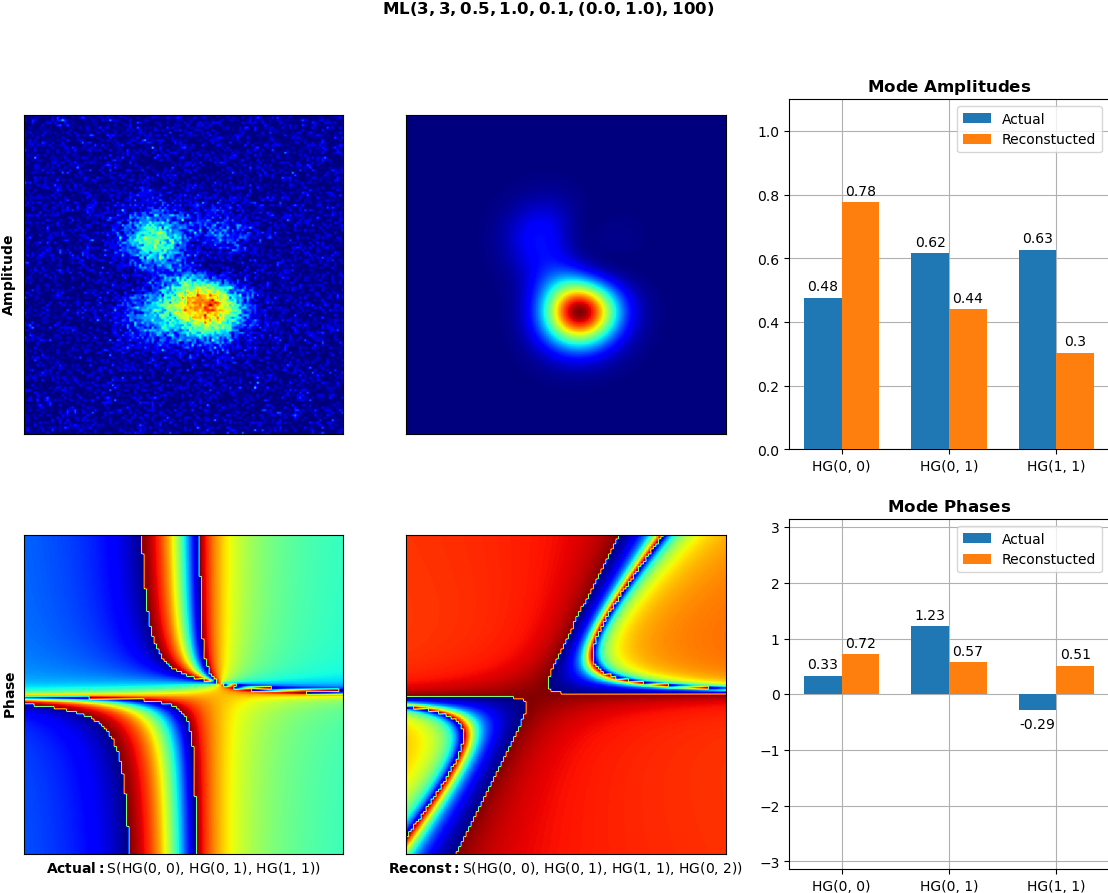 ML(3, 3, 0.5, 1.0, 0.1, (0.0, 1.0), 100)
Amplitude
Mode Amplitudes
Actual
Reconstucted
1.0
0.8
0.6
0.4
0.2
0.0
0.48
0.78
0.62
0.44
0.63
0.3
HG(0, 0)
HG(0, 1)
HG(1, 1)
Phase
Actual: S(HG(0, 0), HG(0, 1), HG(1, 1))
Reconst: S(HG(0, 0), HG(0, 1), HG(1, 1), HG(0, 2))
Mode Phases
Actual
Reconstucted
3
2
1
0
−1
−2
−3
0.33
0.72
1.23
0.57
-0.29
0.51
HG(0, 0)
HG(0, 1)
HG(1, 1)